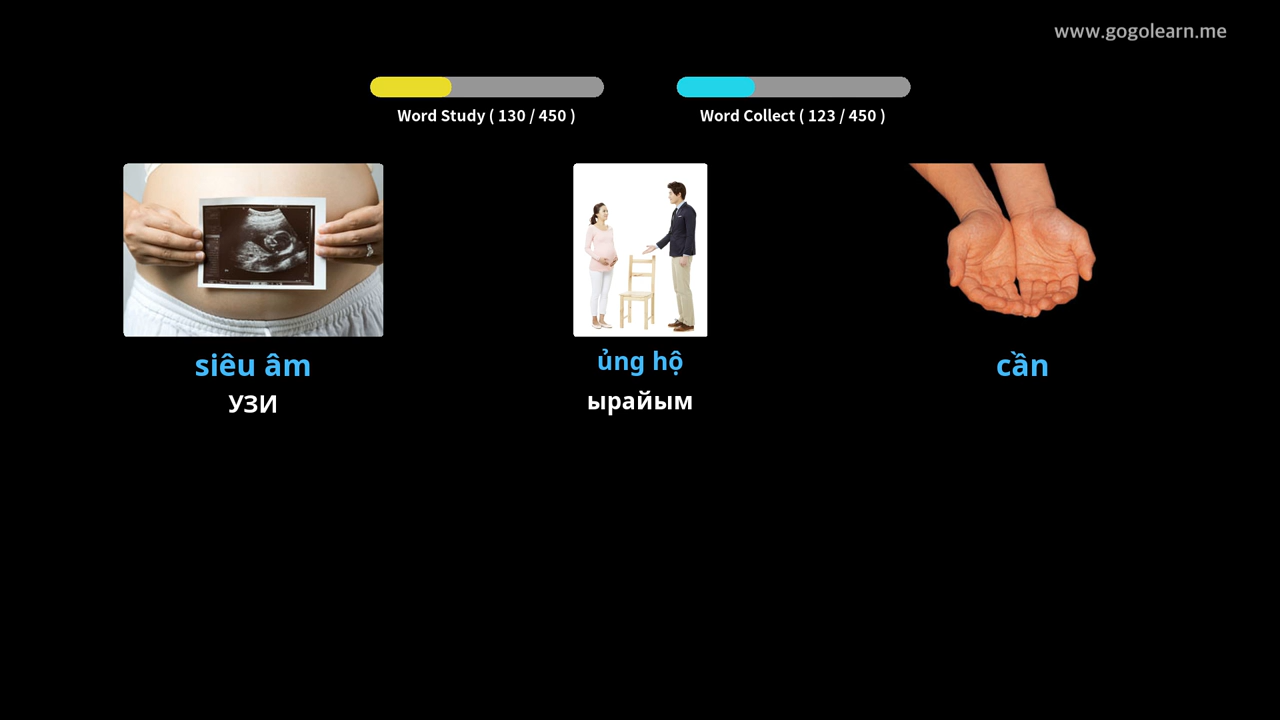 www.gogolearn.me
Word Study ( 130 / 450 )
Word Collect ( 123 / 450 )
siêu âm
ủng hộ
cần
УЗИ
ырайым